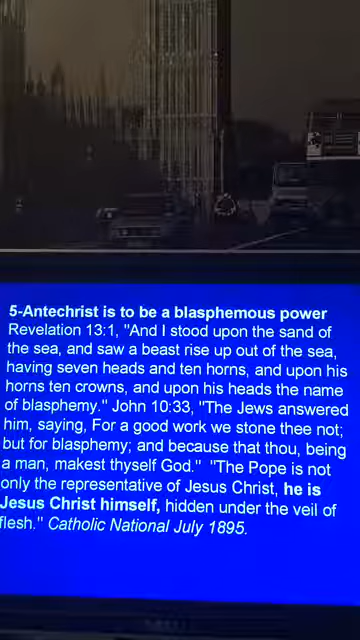 5-Antechrist is to be a blasphemous power
Revelation 13:1, "And I stood upon the sand of
the sea, and saw a beast rise up out of the sea,
having seven heads and ten horns, and upon his
horns ten crowns, and upon his heads the name
of blasphemy." John 10:33, "The Jews answered
him, saying, For a good work we stone thee not;
but for blasphemy; and because that thou, being
a man, makest thyself God." "The Pope is not
only the representative of Jesus Christ, he is
Jesus Christ himself, hidden under the veil of
flesh." Catholic National July 1895.